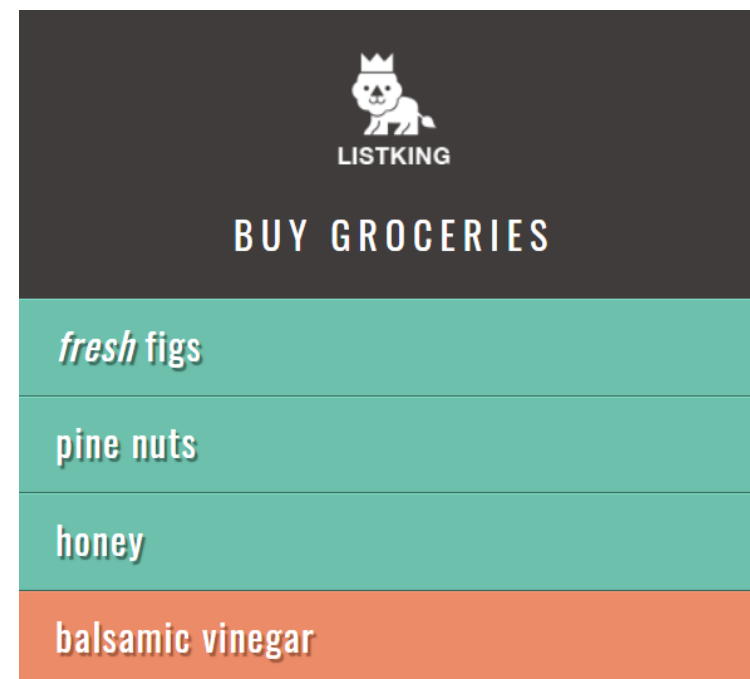 LISTKING
BUY GROCERIES
fresh figs
pine nuts
honey
balsamic vinegar